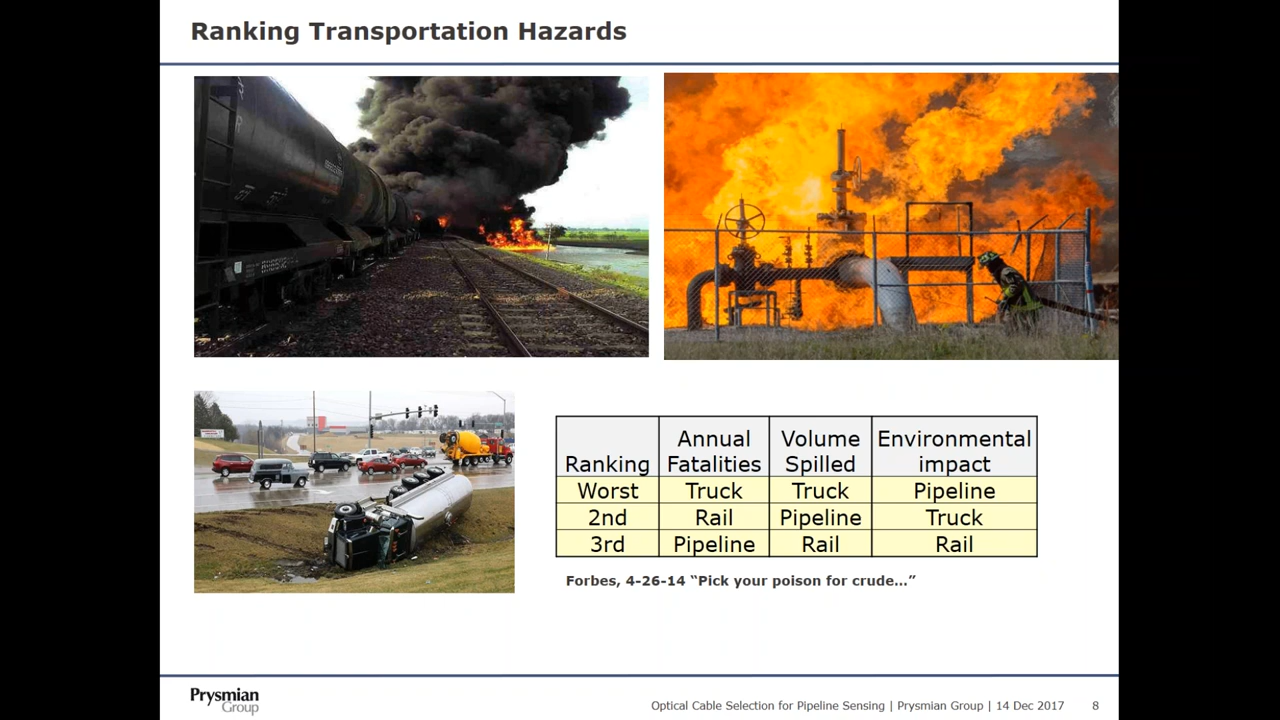 Ranking Transportation Hazards
Ranking Annual Fatalities Volume Spilled Environmental impact
Worst Truck Truck Pipeline
2nd Rail Pipeline Truck
3rd Pipeline Rail Rail
Forbes, 4-26-14 “Pick your poison for crude...”
Prysmian
Group
Optical Cable Selection for Pipeline Sensing | Prysmian Group | 14 Dec 2017 8